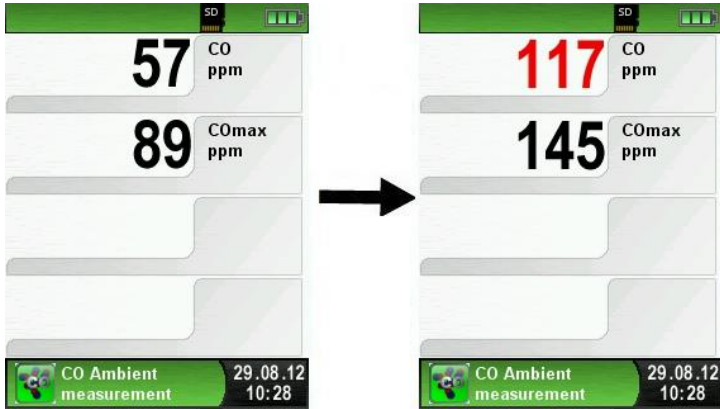 SD
57 CO
ppm
89 COmax
ppm
CO Ambient 29.08.12
measurement 10:28
SD
117 CO
ppm
145 COmax
ppm
CO Ambient 29.08.12
measurement 10:28